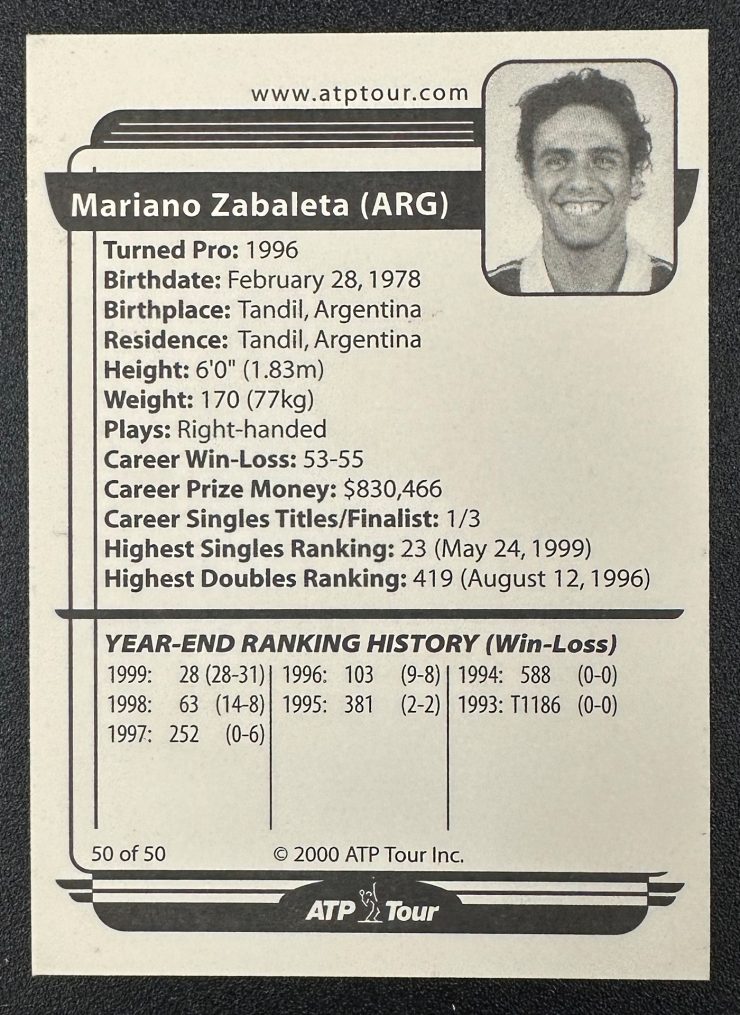 www.atptour.com
Mariano Zabaleta (ARG)
Turned Pro: 1996
Birthdate: February 28, 1978
Birthplace: Tandil, Argentina
Residence: Tandil, Argentina
Height: 6'0" (1.83m)
Weight: 170 (77kg)
Plays: Right-handed
Career Win-Loss: 53-55
Career Prize Money: $830,466
Career Singles Titles/Finalist: 1/3
Highest Singles Ranking: 23 (May 24, 1999)
Highest Doubles Ranking: 419 (August 12, 1996)
YEAR-END RANKING HISTORY (Win-Loss)
1999: 28 (28-31) 1996: 103 (9-8) 1994: 588 (0-0)
1998: 63 (14-8) 1995: 381 (2-2) 1993: T1186 (0-0)
1997: 252 (0-6)
50 of 50 © 2000 ATP Tour Inc.
ATP Tour